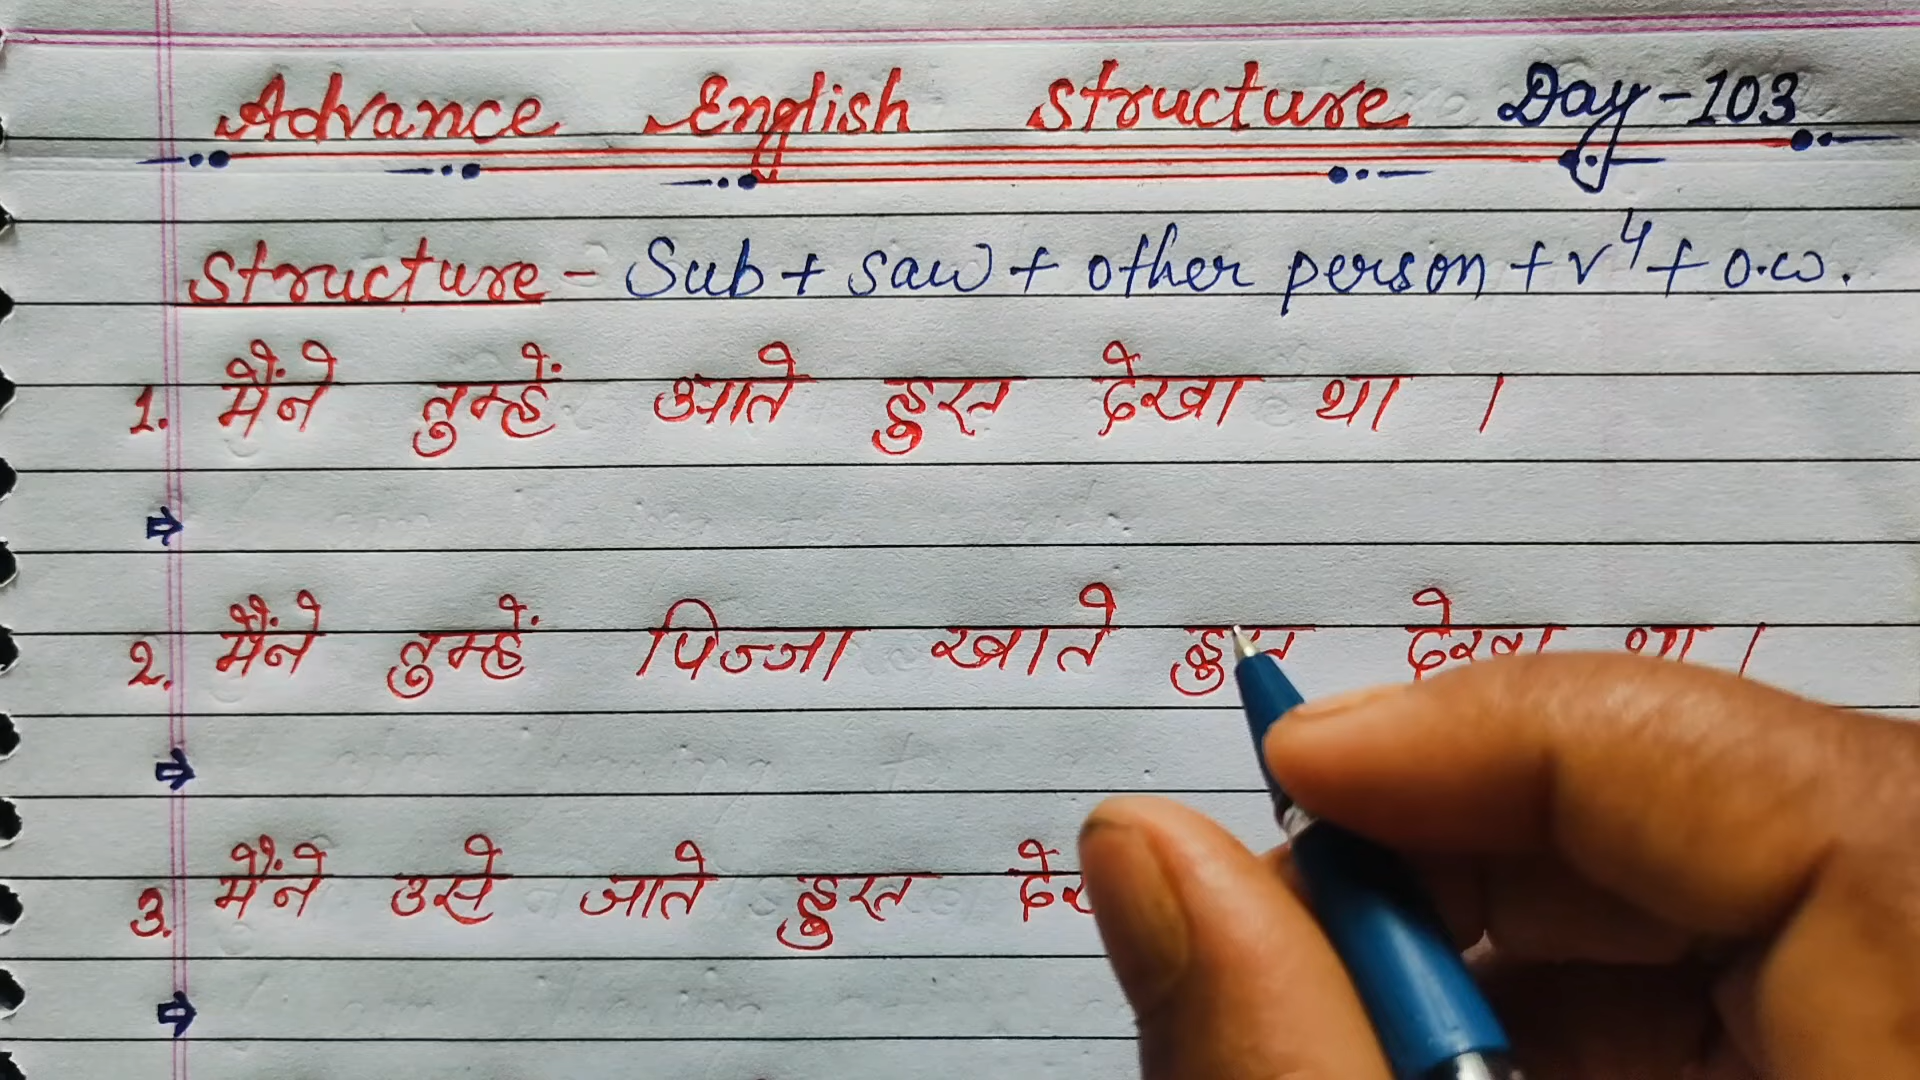 Advance English structure Day-103
Structure - Sub + saw + other person + v⁴ + o.w.
1. मैंने तुम्हें आते हुए देखा था ।
⇒
2. मैंने तुम्हें पिज्जा खाते हुए देखा था ।
⇒
3. मैंने उसे जाते हुए
⇒